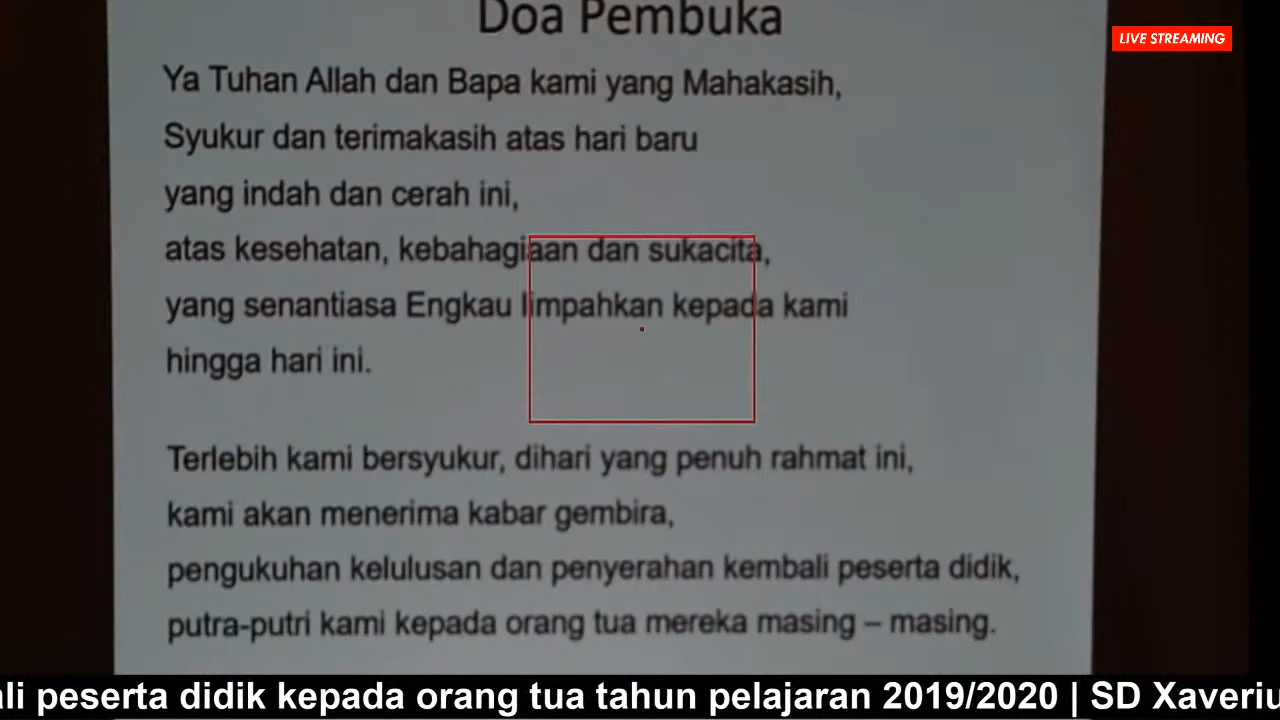 Doa Pembuka
LIVE STREAMING
Ya Tuhan Allah dan Bapa kami yang Mahakasih,
Syukur dan terimakasih atas hari baru
yang indah dan cerah ini,
atas kesehatan, kebahagiaan dan sukacita,
yang senantiasa Engkau limpahkan kepada kami
hingga hari ini.
Terlebih kami bersyukur, dihari yang penuh rahmat ini,
kami akan menerima kabar gembira,
pengukuhan kelulusan dan penyerahan kembali peserta didik,
putra-putri kami kepada orang tua mereka masing – masing.
peserta didik kepada orang tua tahun pelajaran 2019/2020 | SD